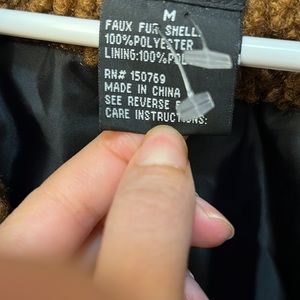 M
FAUX FUR SHELL
100%POLYESTER
LINING:100%POL
RN# 150769
MADE IN CHINA
SEE REVERSE F
CARE INSTRUCTIONS: